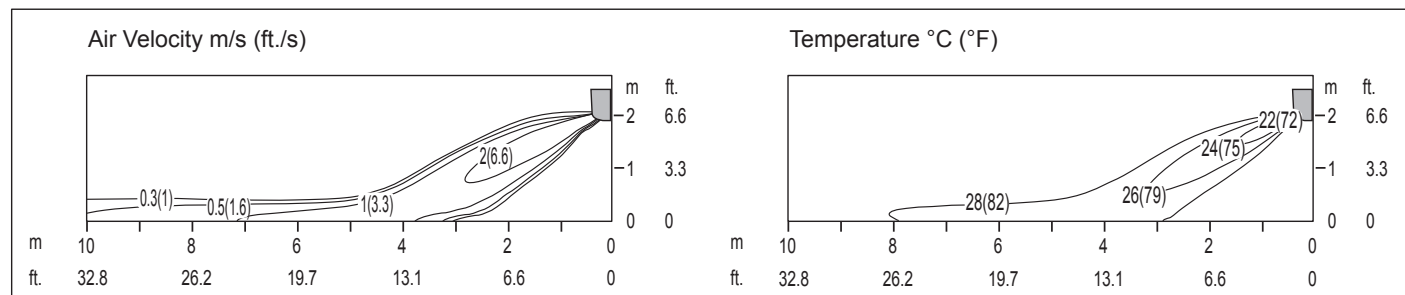 Air Velocity m/s (ft./s)
m ft.
2 6.6
2(6.6)
1 3.3
0.3(1) 0.5(1.6) 1(3.3)
0 0
m 10 8 6 4 2 0
ft. 32.8 26.2 19.7 13.1 6.6 0
Temperature °C (°F)
m ft.
22(72) 2 6.6
24(75)
1 3.3
26(79)
28(82)
0 0
m 10 8 6 4 2 0
ft. 32.8 26.2 19.7 13.1 6.6 0